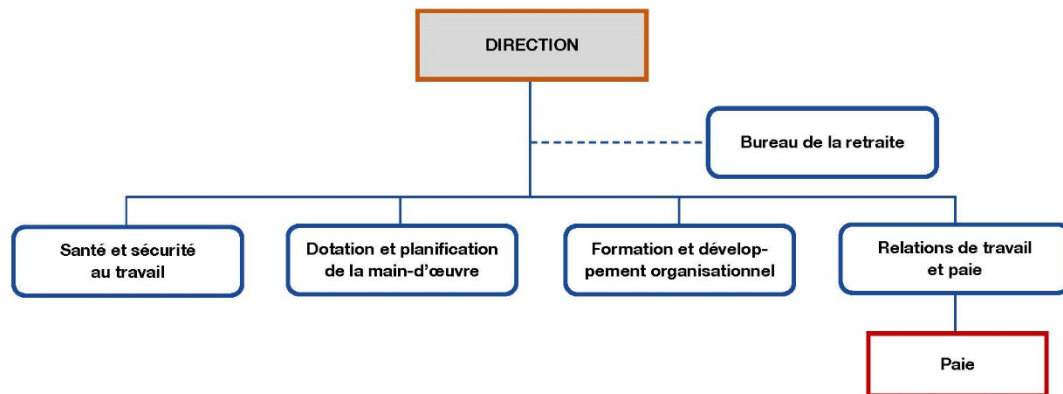 DIRECTION
Bureau de la retraite
Santé et sécurité
au travail
Dotation et planification
de la main-d'œuvre
Formation et dévelop-
pement organisationnel
Relations de travail
et paie
Paie